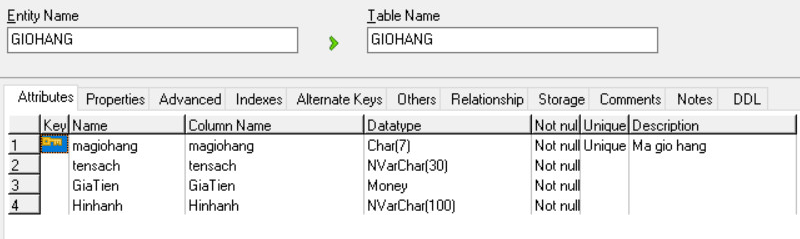 Entity Name Table Name
GIOHANG GIOHANG
Attributes Properties Advanced Indexes Alternate Keys Others Relationship Storage Comments Notes DDL
Key Name Column Name Datatype Not nul Unique Description
1 magiohang magiohang Char(7) Not null Unique Ma gio hang
2 tensach tensach NVarChar(30) Not null
3 GiaTien GiaTien Money Not null
4 Hinhanh Hinhanh NVarChar(100) Not null